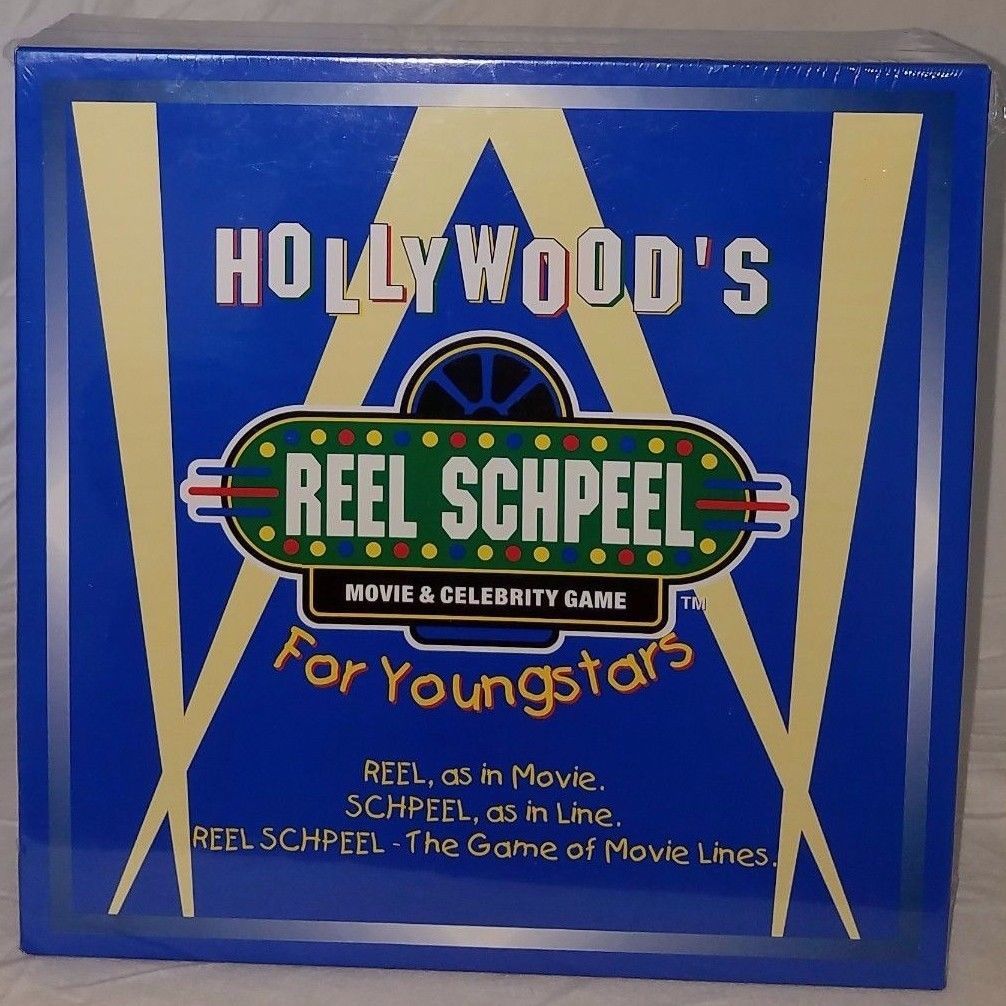 HOLLYWOOD'S
REEL SCHPEEL
MOVIE & CELEBRITY GAME
TM
For Youngstars
REEL, as in Movie.
SCHPEEL, as in Line.
REEL SCHPEEL - The Game of Movie Lines.